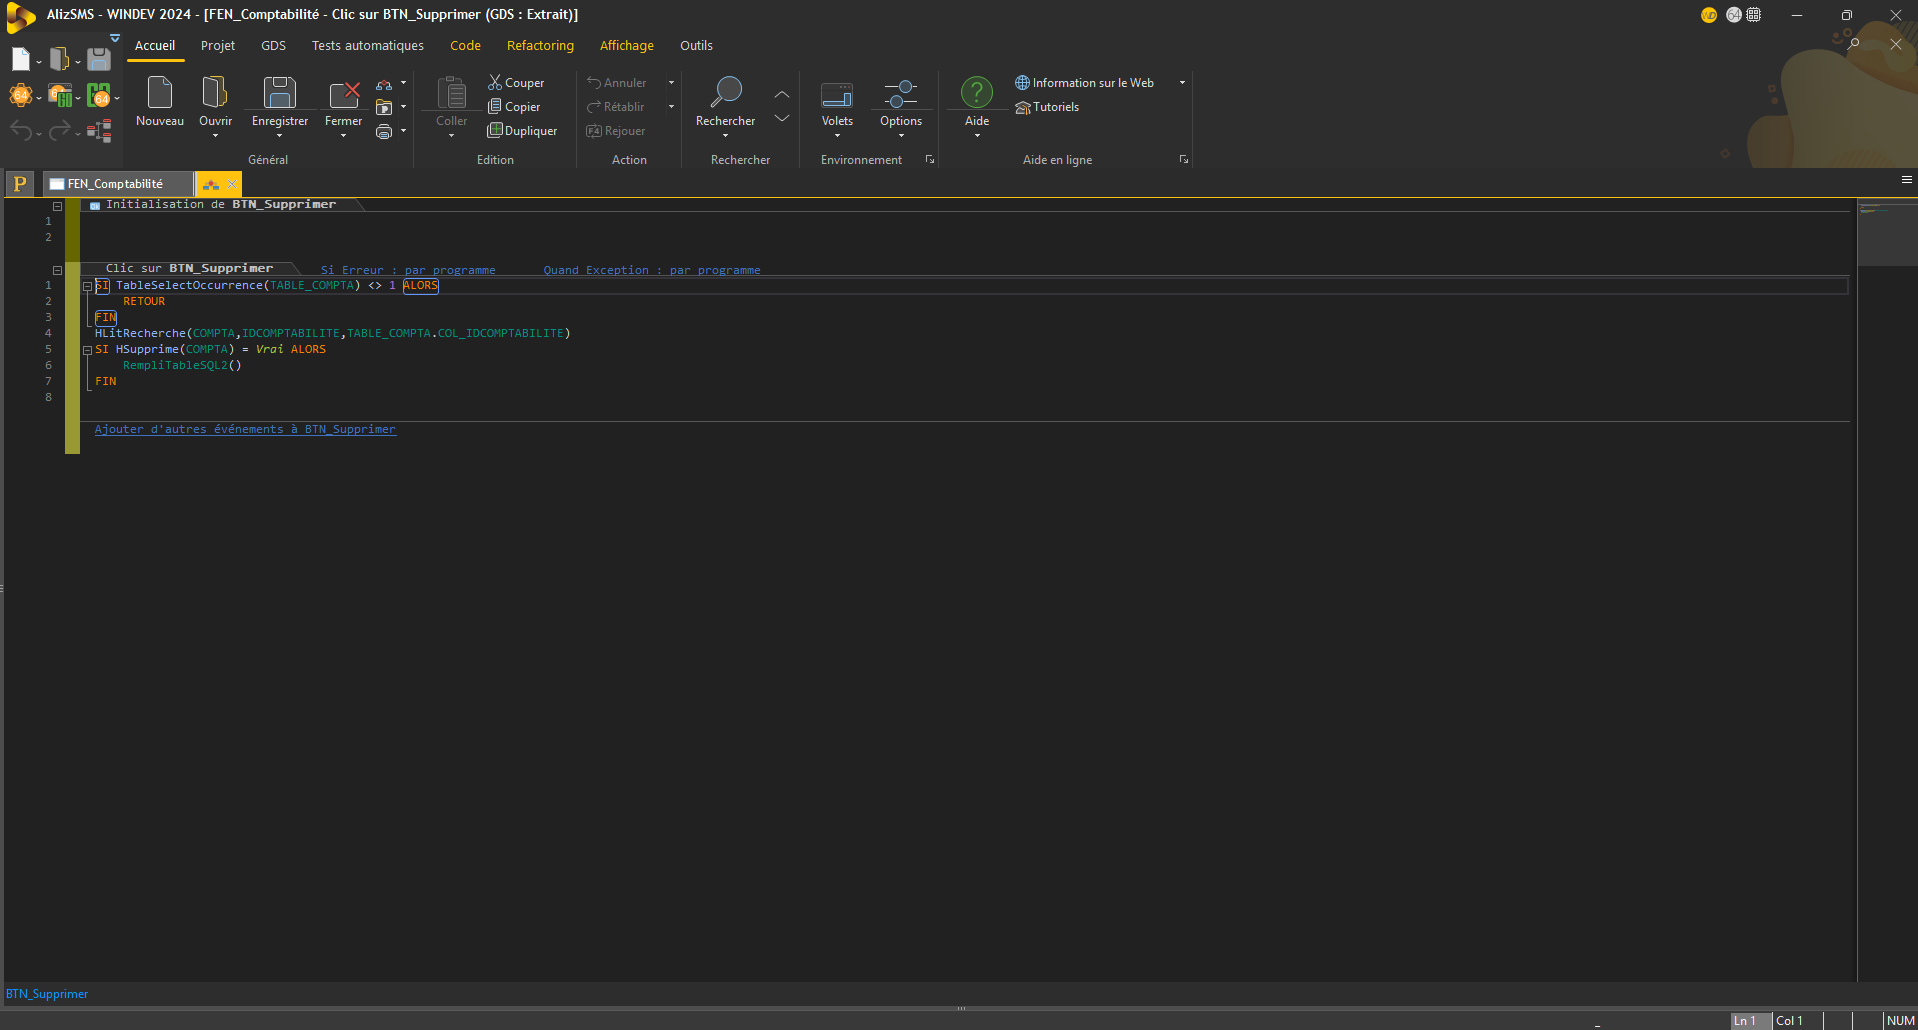 AlizSMS - WINDEV 2024 - [FEN_Comptabilité - Clic sur BTN_Supprimer (GDS : Extrait)]
WD 64
Accueil Projet GDS Tests automatiques Code Refactoring Affichage Outils
64 64
Nouveau Ouvrir Enregistrer Fermer
Général
Coller
Couper
Copier
Dupliquer
Edition
Annuler
Rétablir
F4 Rejouer
Action
Rechercher
Rechercher
Volets Options
Environnement
Aide
Information sur le Web
Tutoriels
Aide en ligne
P FEN_Comptabilité
Initialisation de BTN_Supprimer
1
2
Clic sur BTN_Supprimer Si Erreur : par programme Quand Exception : par programme
1 SI TableSelectOccurrence(TABLE_COMPTA) <> 1 ALORS
2 RETOUR
3 FIN
4 HLitRecherche(COMPTA,IDCOMPTABILITE,TABLE_COMPTA.COL_IDCOMPTABILITE)
5 SI HSupprime(COMPTA) = Vrai ALORS
6 RempliTableSQL2()
7 FIN
8
Ajouter d'autres événements à BTN_Supprimer
BTN_Supprimer
Ln 1 Col 1 NUM